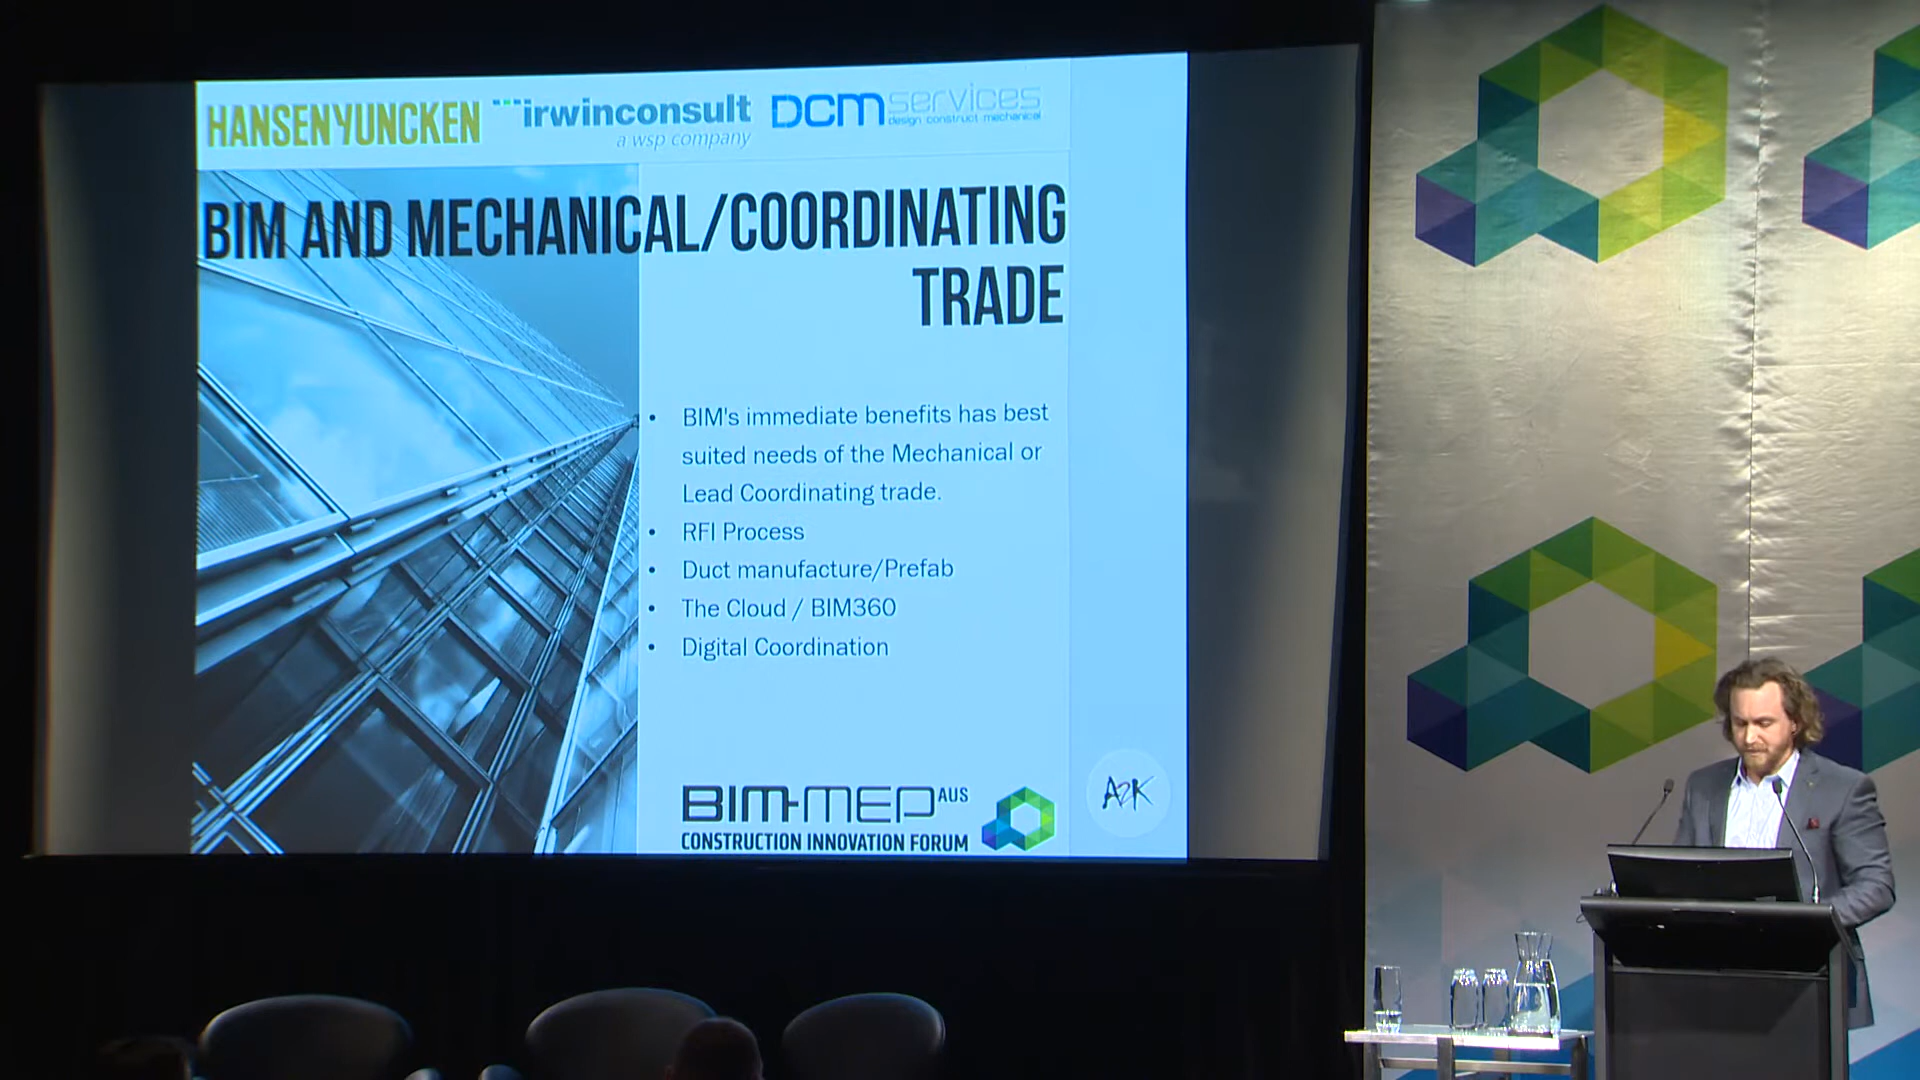 HANSENYUNCKEN
irwinconsult
a wsp company
DCM services
design construct mechanical
BIM AND MECHANICAL/COORDINATING
TRADE
• BIM's immediate benefits has best
suited needs of the Mechanical or
Lead Coordinating trade.
• RFI Process
• Duct manufacture/Prefab
• The Cloud / BIM360
• Digital Coordination
BIM-MEP AUS
CONSTRUCTION INNOVATION FORUM
A2K